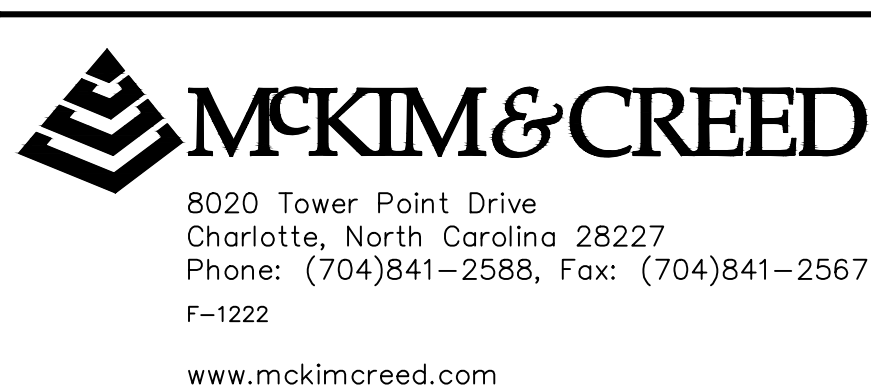 McKIM & CREED
8020 Tower Point Drive
Charlotte, North Carolina 28227
Phone: (704)841-2588, Fax: (704)841-2567
F-1222
www.mckimcreed.com